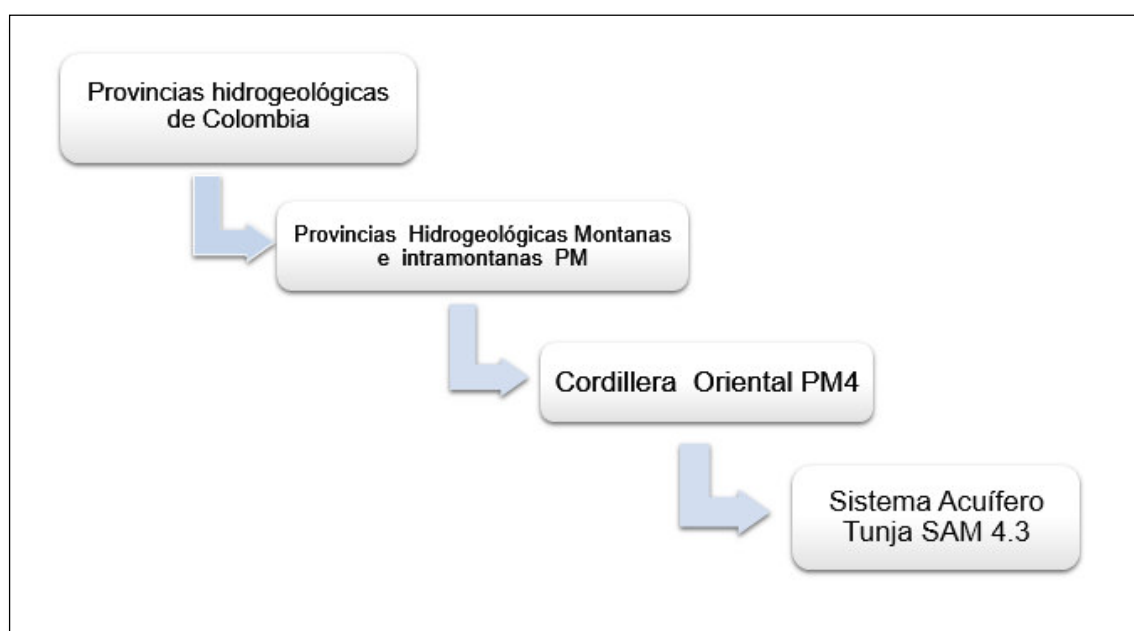 Provincias hidrogeológicas
de Colombia
Provincias Hidrogeológicas Montanas
e intramontanas PM
Cordillera Oriental PM4
Sistema Acuífero
Tunja SAM 4.3